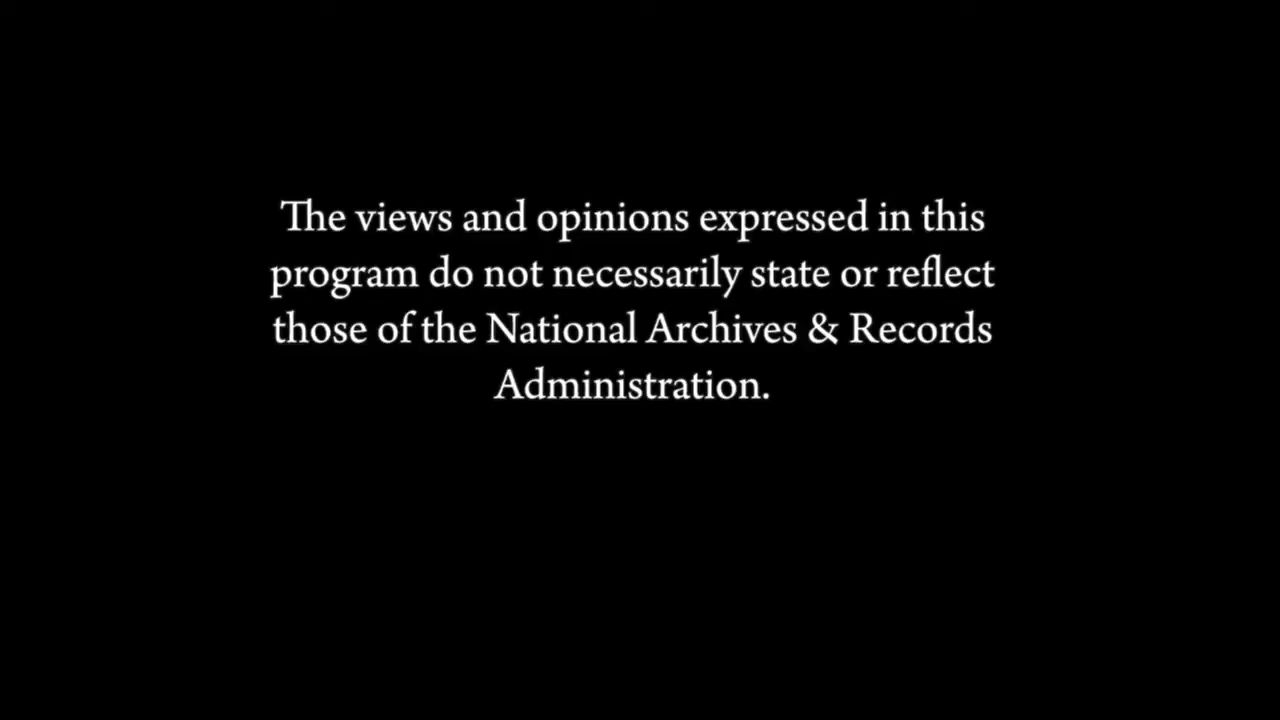 The views and opinions expressed in this
program do not necessarily state or reflect
those of the National Archives & Records
Administration.